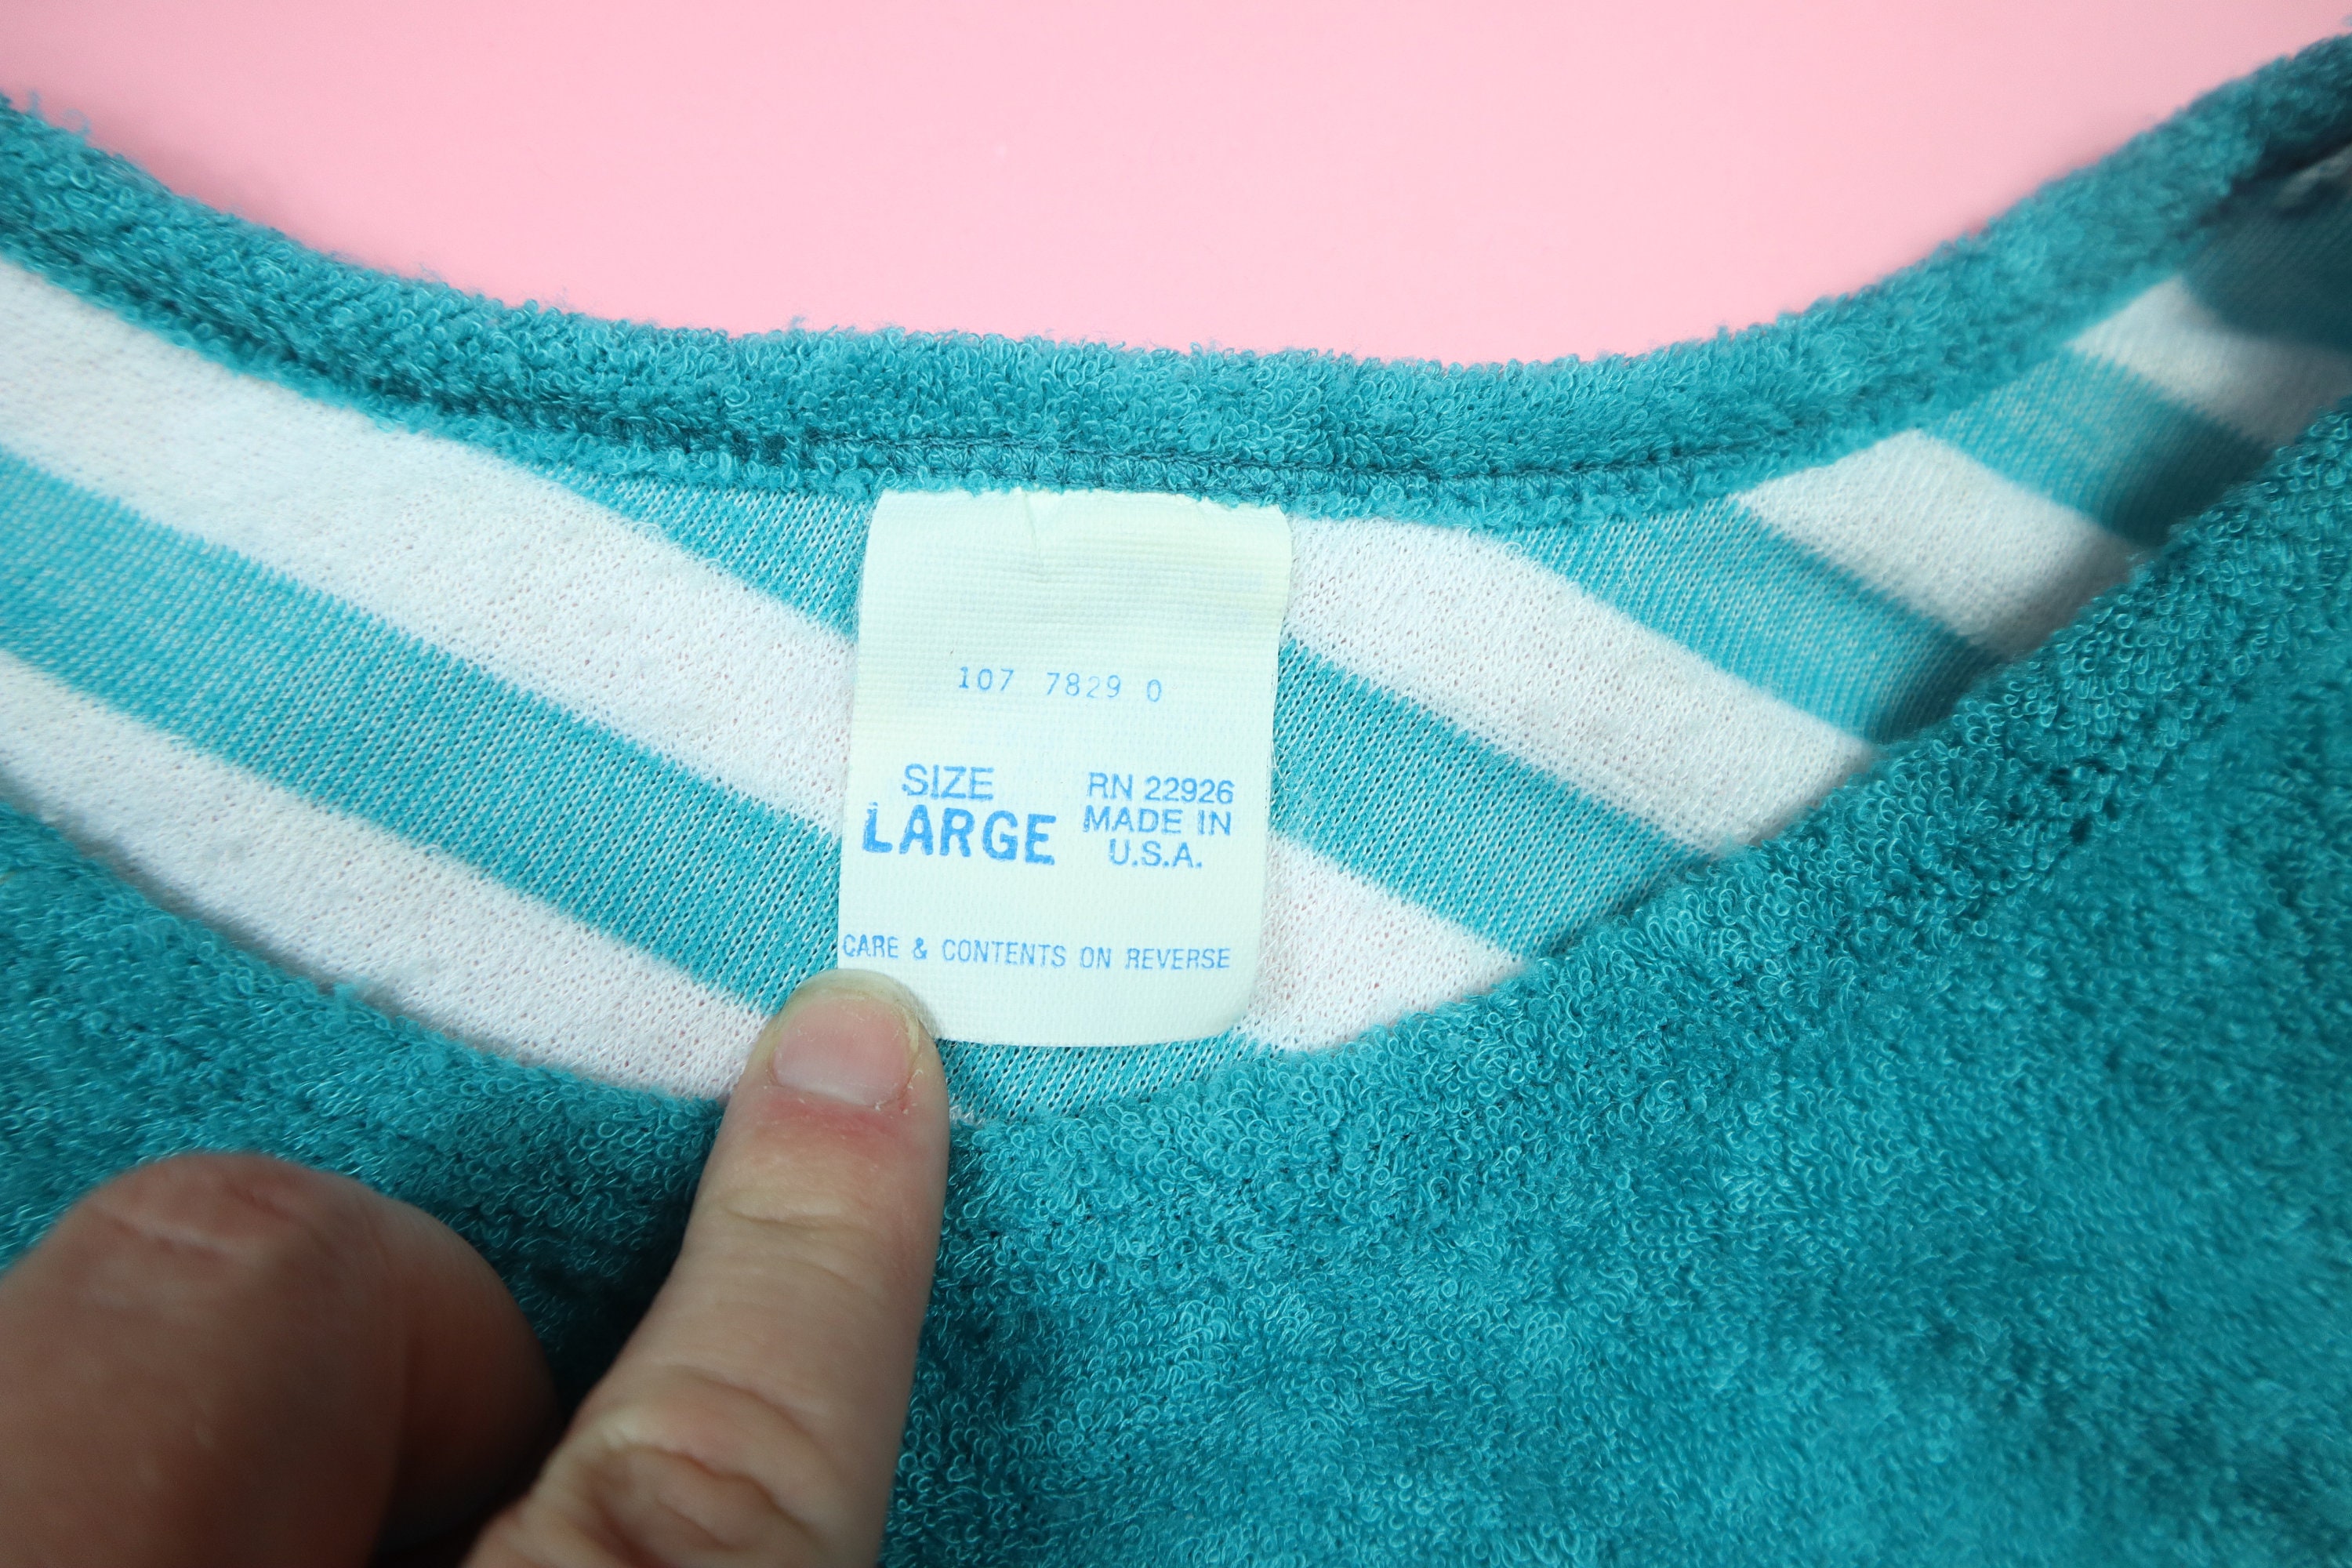 107 7829 0
SIZE
LARGE
RN 22926
MADE IN
U.S.A.
CARE & CONTENTS ON REVERSE